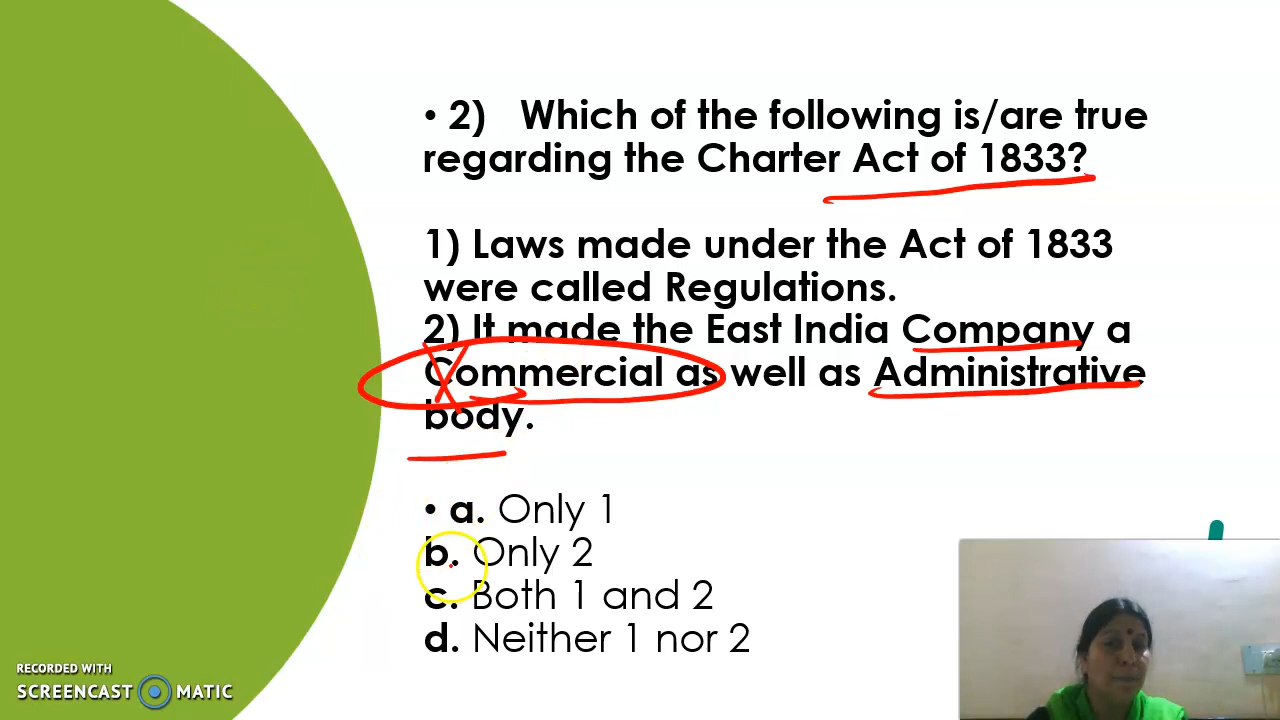 • 2) Which of the following is/are true
regarding the Charter Act of 1833?
1) Laws made under the Act of 1833
were called Regulations.
2) It made the East India Company a
Commercial as well as Administrative
body.
• a. Only 1
b. Only 2
c. Both 1 and 2
d. Neither 1 nor 2
RECORDED WITH
SCREENCAST MATIC